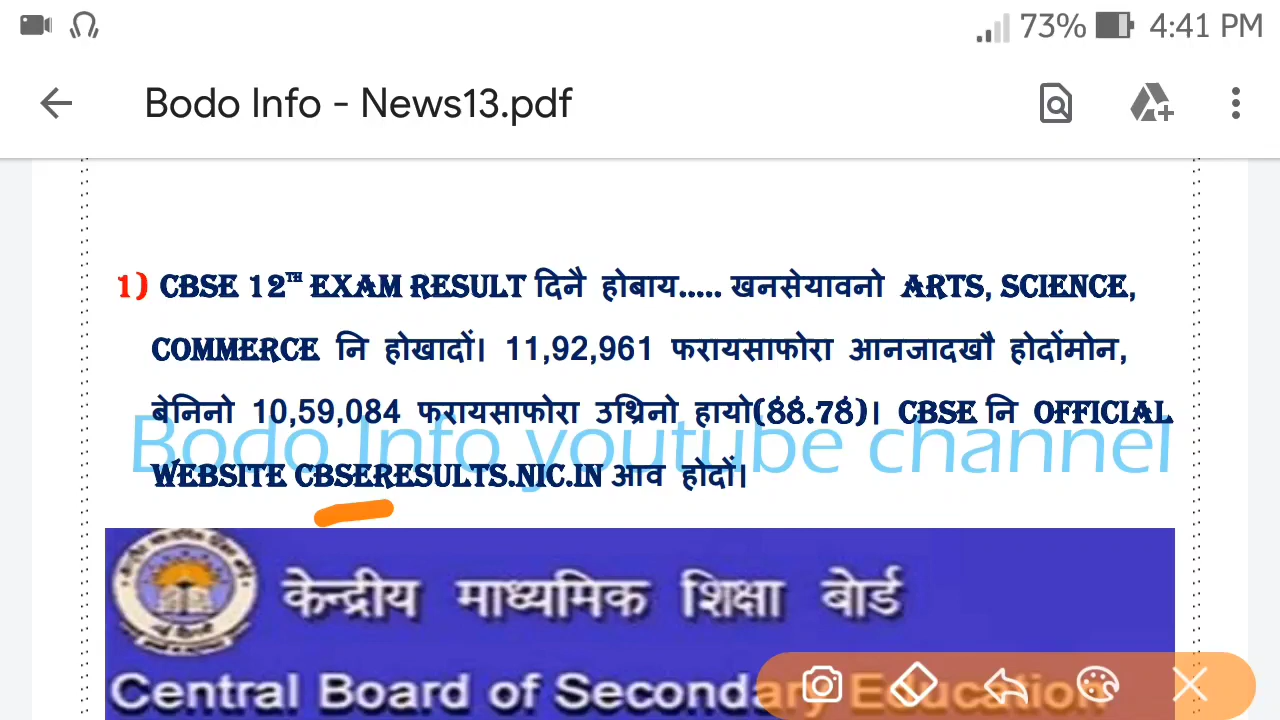 73% 4:41 PM
Bodo Info - News13.pdf
1) CBSE 12TH EXAM RESULT दिनै होबाय..... खनसेयावनो ARTS, SCIENCE,
COMMERCE नि होखादों। 11,92,961 फरायसाफोरा आनजादखौ होदोंमोन,
बेनिनो 10,59,084 फरायसाफोरा उथ्रिनो हायो(88.78)। CBSE नि OFFICIAL
Bodo Info youtube channel
WEBSITE CBSERESULTS.NIC.IN आव होदों।
केन्द्रीय माध्यमिक शिक्षा बोर्ड
Central Board of Secondary Education